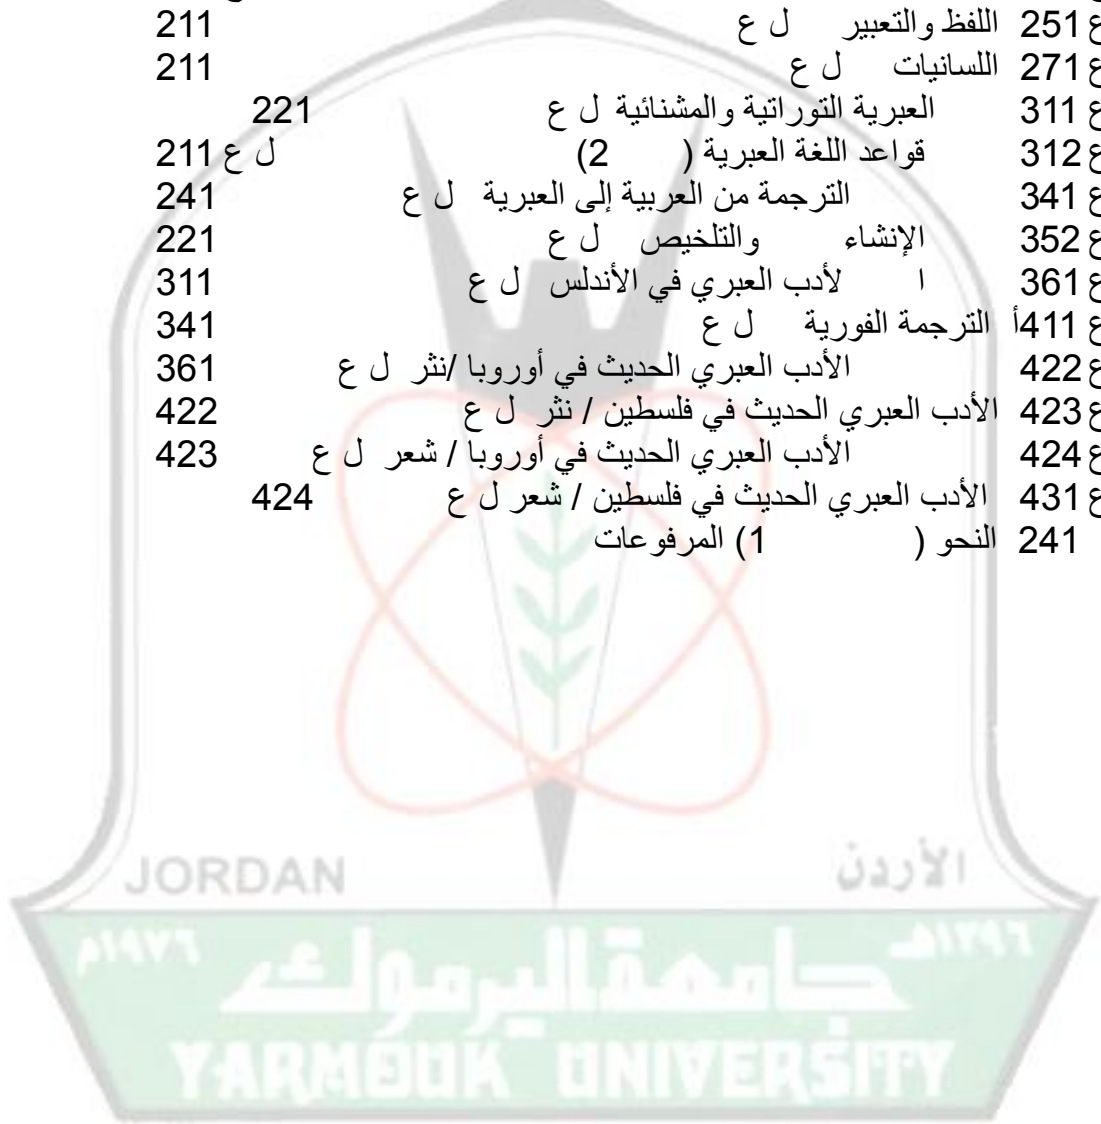 ع 251 اللفظ والتعبير ل ع 211
ع 271 اللسانيات ل ع 211
ع 311 العبرية التوراتية والمشنائية ل ع 221
ع 312 قواعد اللغة العبرية ( 2) ل ع 211
ع 341 الترجمة من العربية إلى العبرية ل ع 241
ع 352 الإنشاء والتلخيص ل ع 221
ع 361 ا لأدب العبري في الأندلس ل ع 311
ع 411أ الترجمة الفورية ل ع 341
ع 422 الأدب العبري الحديث في أوروبا /نثر ل ع 361
ع 423 الأدب العبري الحديث في فلسطين / نثر ل ع 422
ع 424 الأدب العبري الحديث في أوروبا / شعر ل ع 423
ع 431 الأدب العبري الحديث في فلسطين / شعر ل ع 424
241 النحو ( 1) المرفوعات
JORDAN الأردن
١٣٩٦هـ جامعة اليرموك ١٩٧٦م
YARMOUK UNIVERSITY